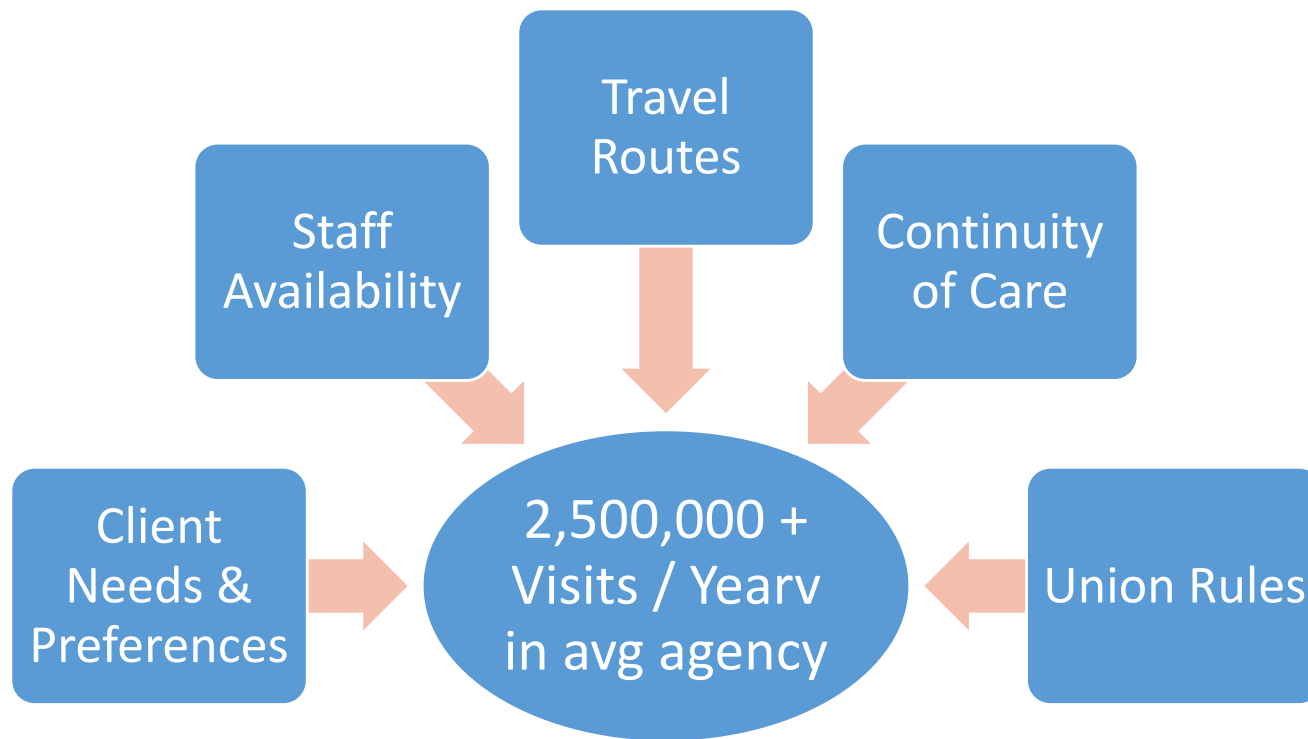 Travel
Routes
Staff
Availability
Continuity
of Care
Client
Needs &
Preferences
2,500,000 +
Visits / Yearv
in avg agency
Union Rules